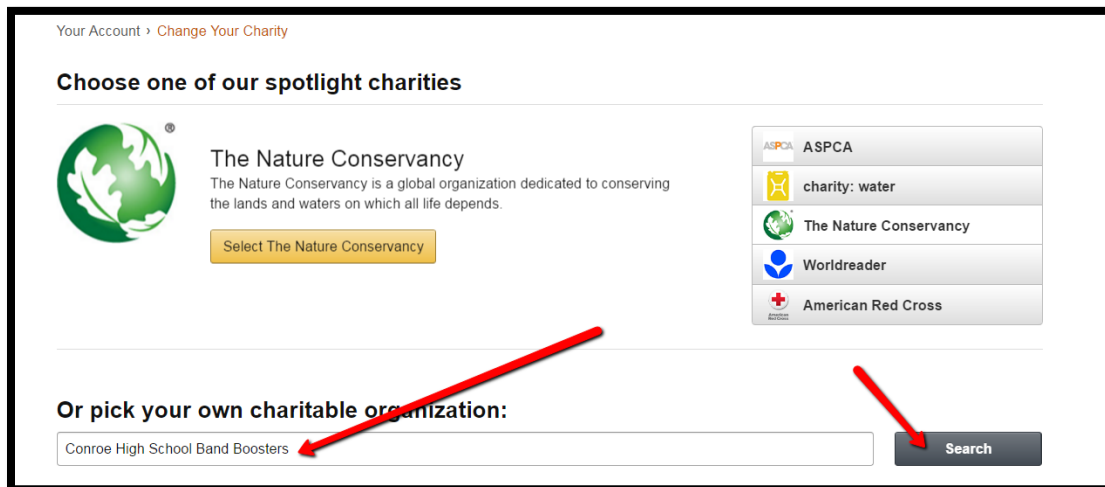 Your Account › Change Your Charity
Choose one of our spotlight charities
®
The Nature Conservancy
The Nature Conservancy is a global organization dedicated to conserving
the lands and waters on which all life depends.
Select The Nature Conservancy
ASPCA ASPCA
charity: water
The Nature Conservancy
Worldreader
American Red Cross
American
Red Cross
Or pick your own charitable organization:
Conroe High School Band Boosters
Search